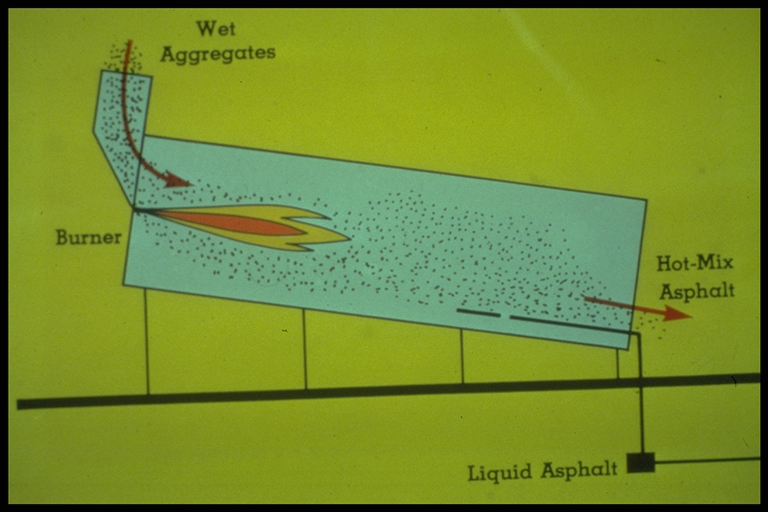 Wet
Aggregates
Burner
Hot-Mix
Asphalt
Liquid Asphalt